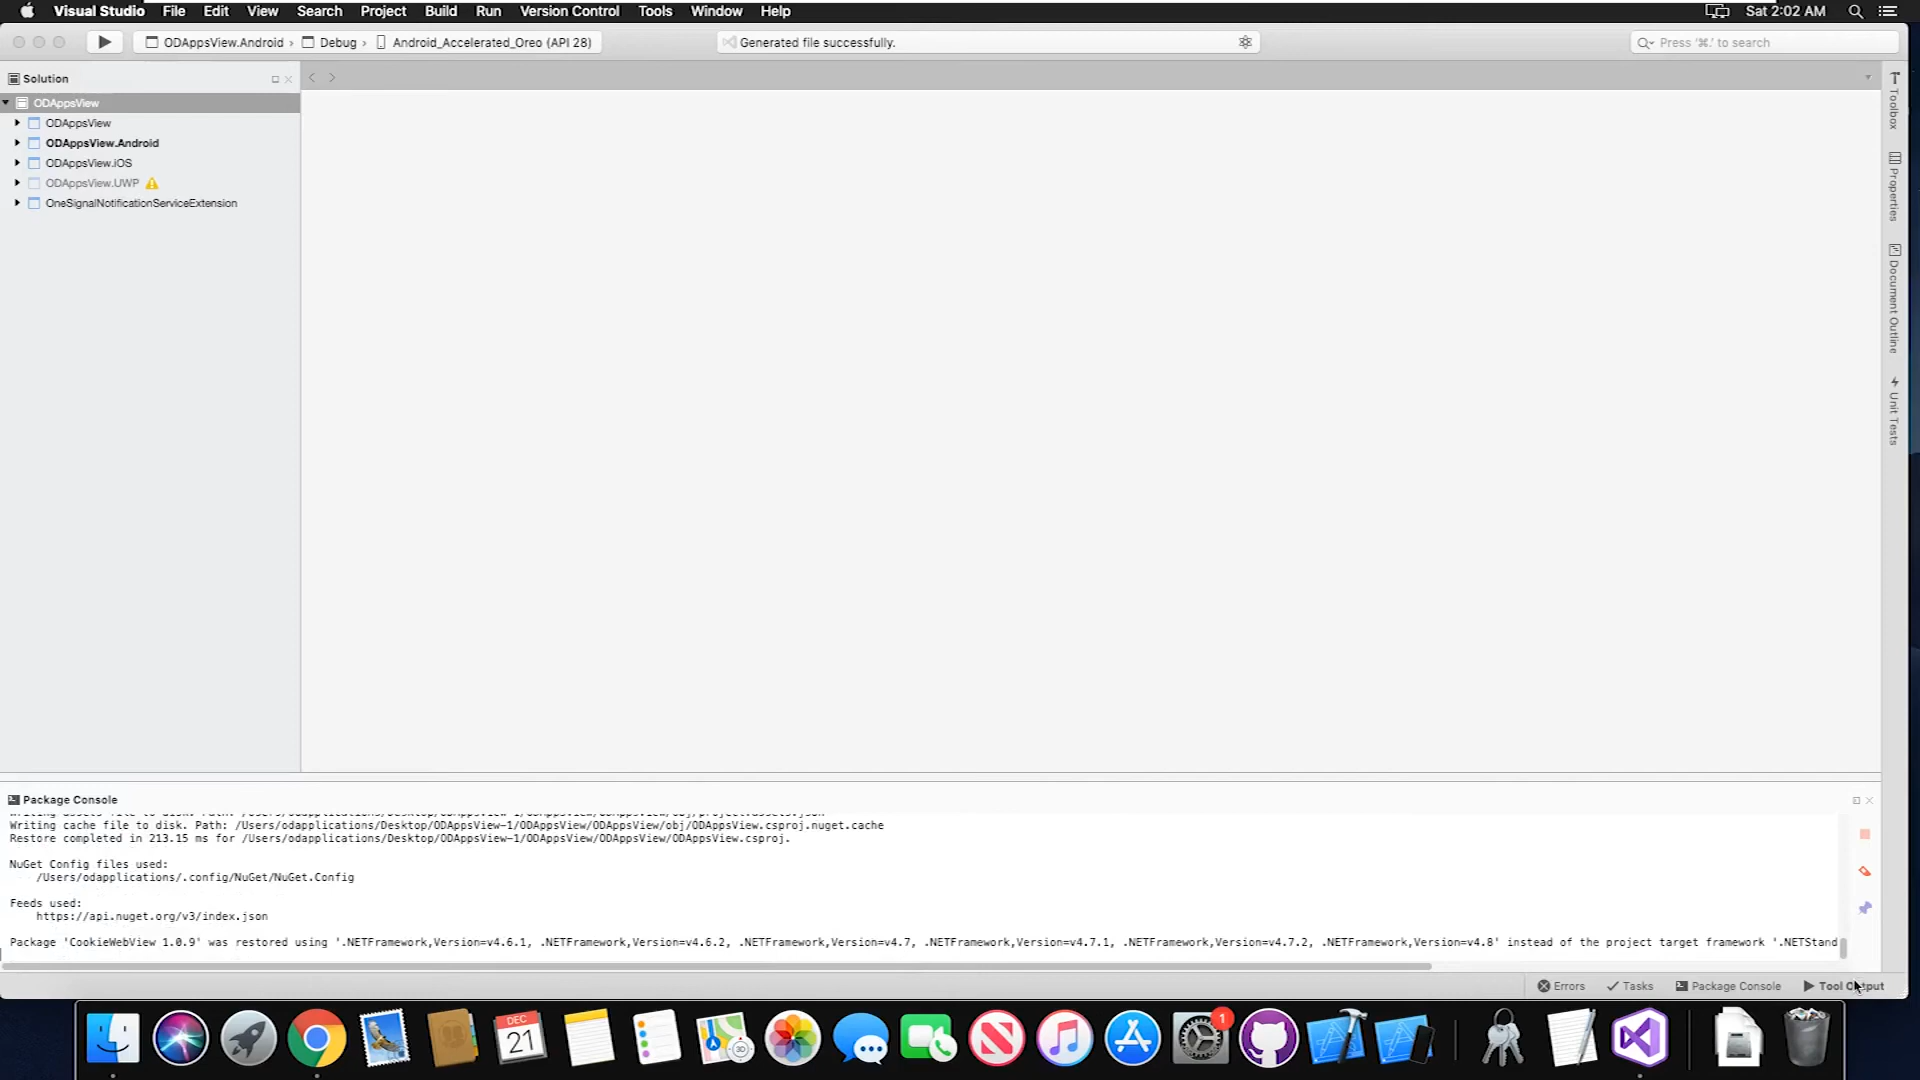 Visual Studio File Edit View Search Project Build Run Version Control Tools Window Help Sat 2:02 AM
ODAppsView.Android › Debug › Android_Accelerated_Oreo (API 28) Generated file successfully. Press '⌘.' to search
Solution
ODAppsView
ODAppsView
ODAppsView.Android
ODAppsView.iOS
ODAppsView.UWP
OneSignalNotificationServiceExtension
Toolbox
Properties
Document Outline
Unit Tests
Package Console
Writing cache file to disk. Path: /Users/odapplications/Desktop/ODAppsView-1/ODAppsView/ODAppsView/obj/ODAppsView.csproj.nuget.cache
Restore completed in 213.15 ms for /Users/odapplications/Desktop/ODAppsView-1/ODAppsView/ODAppsView/ODAppsView.csproj.
NuGet Config files used:
/Users/odapplications/.config/NuGet/NuGet.Config
Feeds used:
https://api.nuget.org/v3/index.json
Package 'CookieWebView 1.0.9' was restored using '.NETFramework,Version=v4.6.1, .NETFramework,Version=v4.6.2, .NETFramework,Version=v4.7, .NETFramework,Version=v4.7.1, .NETFramework,Version=v4.7.2, .NETFramework,Version=v4.8' instead of the project target framework '.NETStand
Errors Tasks Package Console Tool Output
DEC
21
3D
1